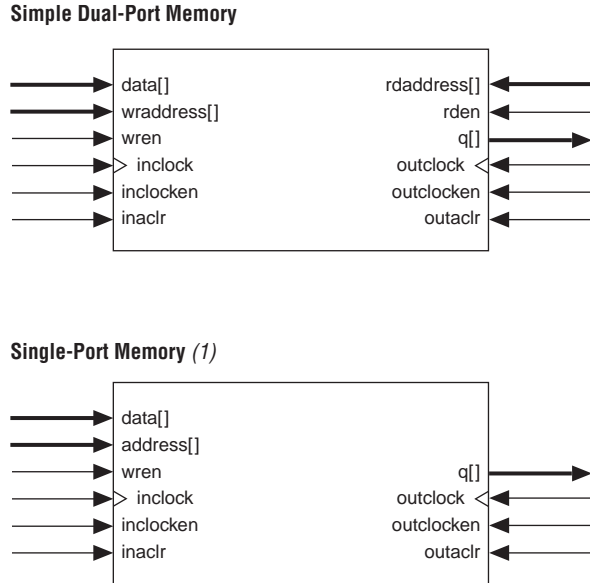 Simple Dual-Port Memory
data[] rdaddress[]
wraddress[] rden
wren q[]
inclock outclock
inclocken outclocken
inaclr outaclr
Single-Port Memory (1)
data[]
address[]
wren q[]
inclock outclock
inclocken outclocken
inaclr outaclr